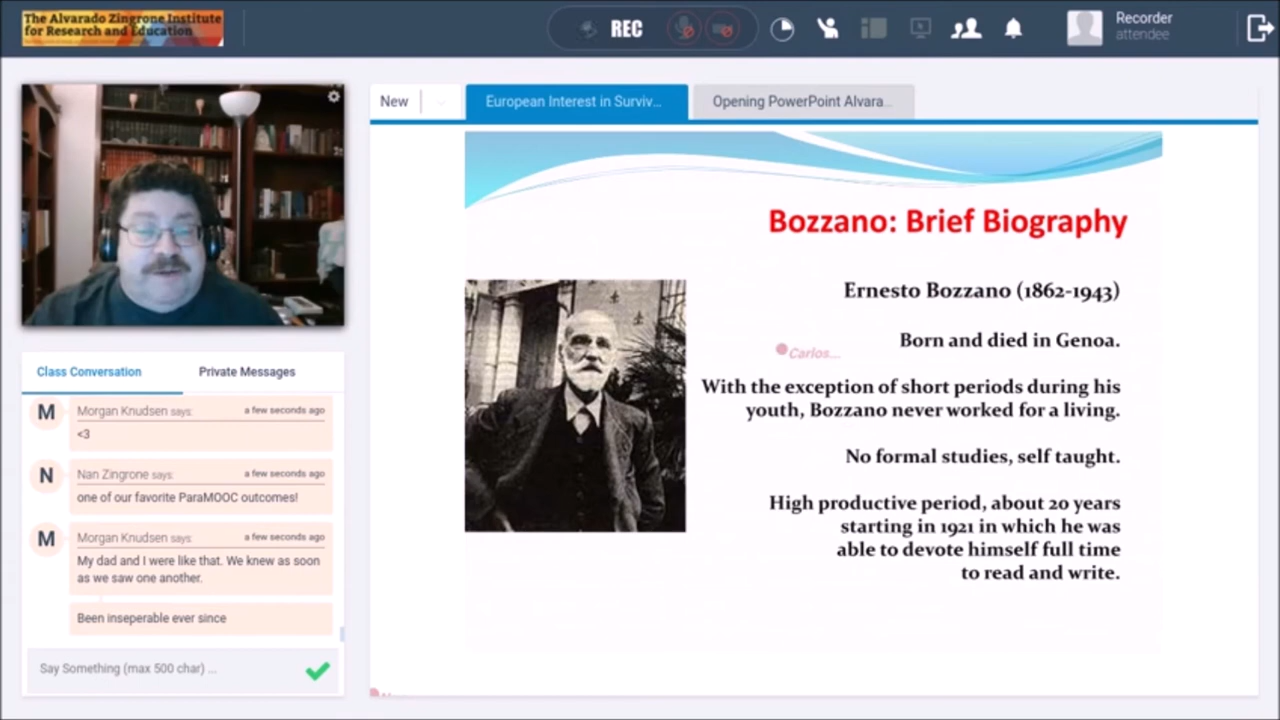 The Alvarado Zingrone Institute
for Research and Education
REC
Recorder
attendee
New
European Interest in Surviv...
Opening PowerPoint Alvara...
Class Conversation
Private Messages
M
Morgan Knudsen says:
a few seconds ago
<3
N
Nan Zingrone says:
a few seconds ago
one of our favorite ParaMOOC outcomes!
M
Morgan Knudsen says:
a few seconds ago
My dad and I were like that. We knew as soon
as we saw one another.
Been inseperable ever since
Say Something (max 500 char) ...
Bozzano: Brief Biography
Ernesto Bozzano (1862-1943)
Born and died in Genoa.
Carlos...
With the exception of short periods during his
youth, Bozzano never worked for a living.
No formal studies, self taught.
High productive period, about 20 years
starting in 1921 in which he was
able to devote himself full time
to read and write.